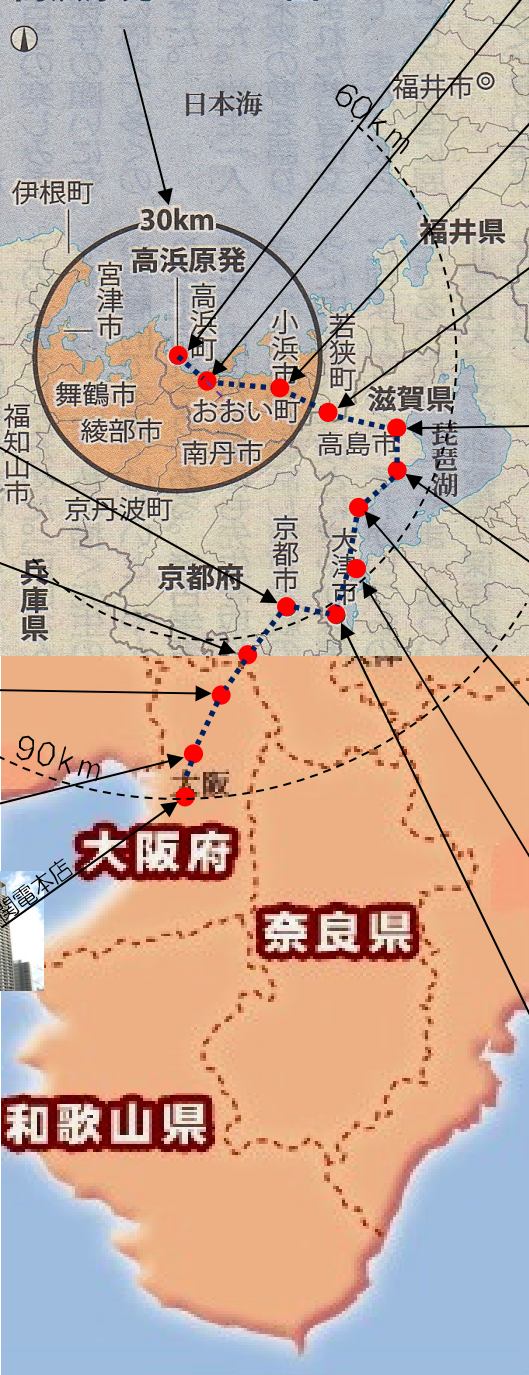 日本海
60km
福井市
伊根町
30km
福井県
高浜原発
宮津市
高浜町
小浜市
若狭町
舞鶴市
おおい町
滋賀県
福知山市
綾部市
南丹市
高島市
琵琶湖
京丹波町
京都市
大津市
兵庫県
京都府
90km
大阪
大阪府
関電本店
奈良県
和歌山県